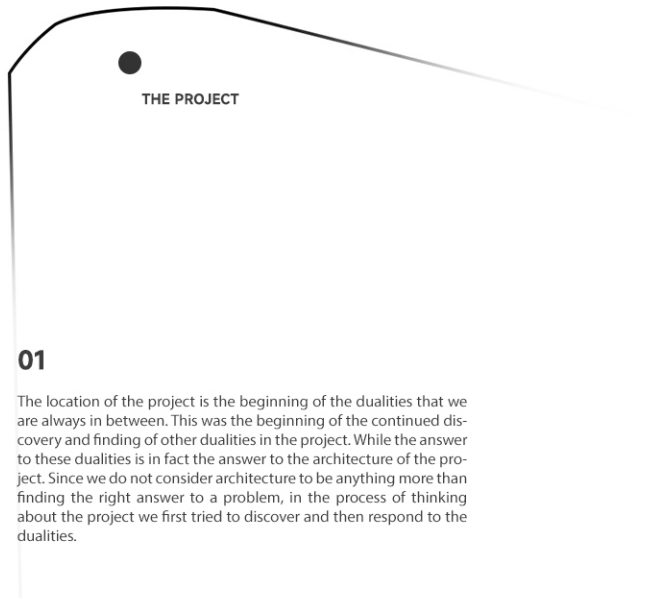 THE PROJECT
01
The location of the project is the beginning of the dualities that we
are always in between. This was the beginning of the continued dis-
covery and finding of other dualities in the project. While the answer
to these dualities is in fact the answer to the architecture of the pro-
ject. Since we do not consider architecture to be anything more than
finding the right answer to a problem, in the process of thinking
about the project we first tried to discover and then respond to the
dualities.